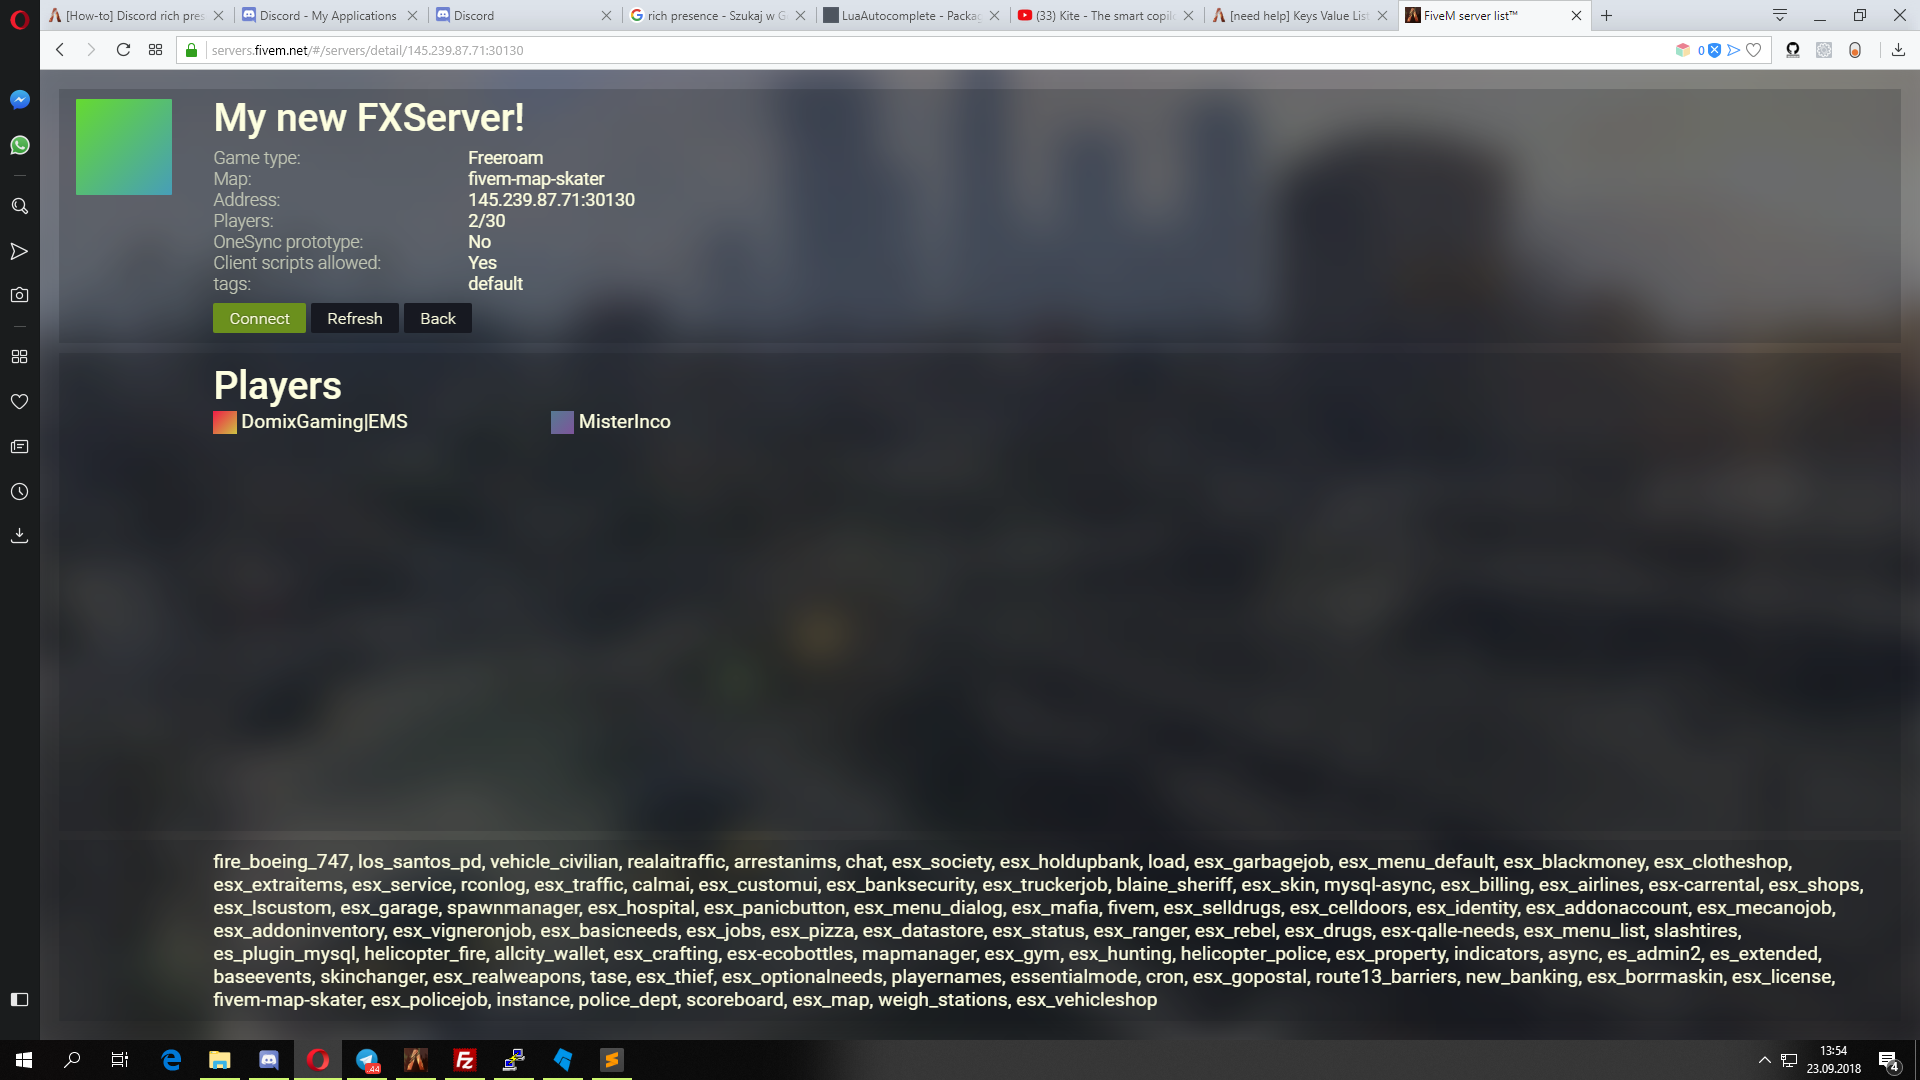 [How-to] Discord rich pres
Discord - My Applications
Discord
rich presence - Szukaj w G
LuaAutocomplete - Packag
(33) Kite - The smart copil
[need help] Keys Value Lis
FiveM server list™
servers.fivem.net/#/servers/detail/145.239.87.71:30130
0
My new FXServer!
Game type: Freeroam
Map: fivem-map-skater
Address: 145.239.87.71:30130
Players: 2/30
OneSync prototype: No
Client scripts allowed: Yes
tags: default
Connect Refresh Back
Players
DomixGaming|EMS MisterInco
fire_boeing_747, los_santos_pd, vehicle_civilian, realaitraffic, arrestanims, chat, esx_society, esx_holdupbank, load, esx_garbagejob, esx_menu_default, esx_blackmoney, esx_clotheshop,
esx_extraitems, esx_service, rconlog, esx_traffic, calmai, esx_customui, esx_banksecurity, esx_truckerjob, blaine_sheriff, esx_skin, mysql-async, esx_billing, esx_airlines, esx-carrental, esx_shops,
esx_lscustom, esx_garage, spawnmanager, esx_hospital, esx_panicbutton, esx_menu_dialog, esx_mafia, fivem, esx_selldrugs, esx_celldoors, esx_identity, esx_addonaccount, esx_mecanojob,
esx_addoninventory, esx_vigneronjob, esx_basicneeds, esx_jobs, esx_pizza, esx_datastore, esx_status, esx_ranger, esx_rebel, esx_drugs, esx-qalle-needs, esx_menu_list, slashtires,
es_plugin_mysql, helicopter_fire, allcity_wallet, esx_crafting, esx-ecobottles, mapmanager, esx_gym, esx_hunting, helicopter_police, esx_property, indicators, async, es_admin2, es_extended,
baseevents, skinchanger, esx_realweapons, tase, esx_thief, esx_optionalneeds, playernames, essentialmode, cron, esx_gopostal, route13_barriers, new_banking, esx_borrmaskin, esx_license,
fivem-map-skater, esx_policejob, instance, police_dept, scoreboard, esx_map, weigh_stations, esx_vehicleshop
44
13:54
23.09.2018
4